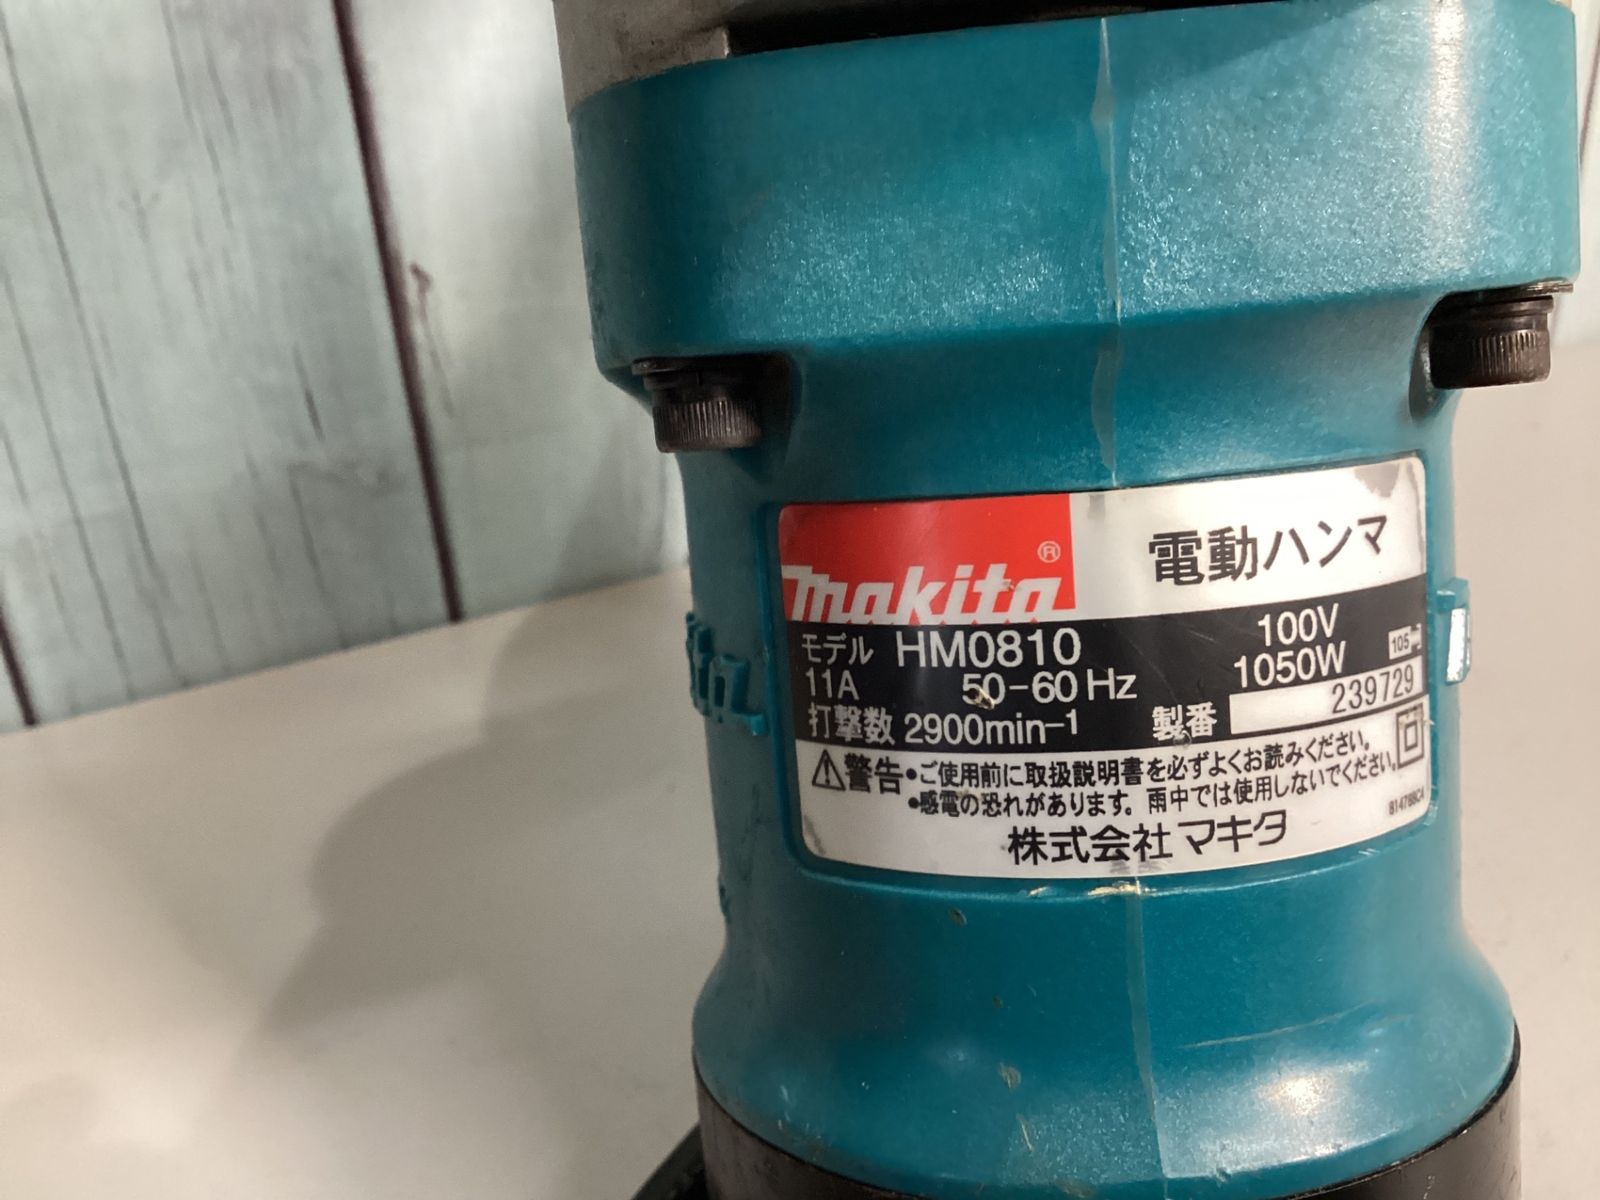 makita®
電動ハンマ
モデル HM0810 100V
11A 50-60Hz 1050W 105
打撃数 2900min-1 製番 239729
警告 •ご使用前に取扱説明書を必ずよくお読みください。
•感電の恐れがあります。雨中では使用しないでください。
株式会社マキタ